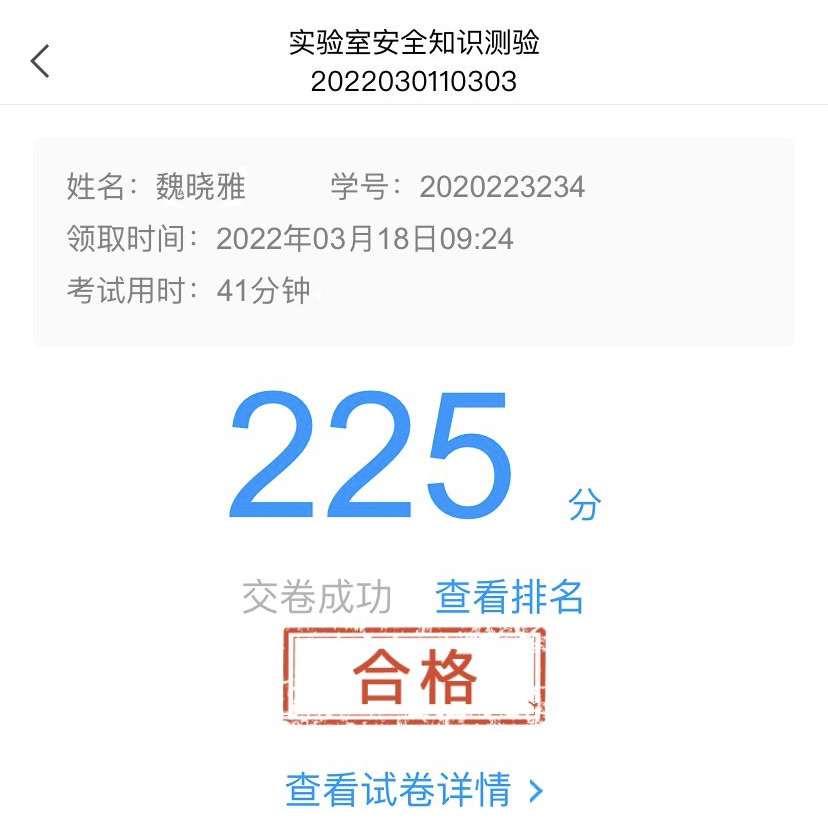 实验室安全知识测验
2022030110303
姓名：魏晓雅 学号：2020223234
领取时间：2022年03月18日09:24
考试用时：41分钟
225 分
交卷成功 查看排名
合格
查看试卷详情 >